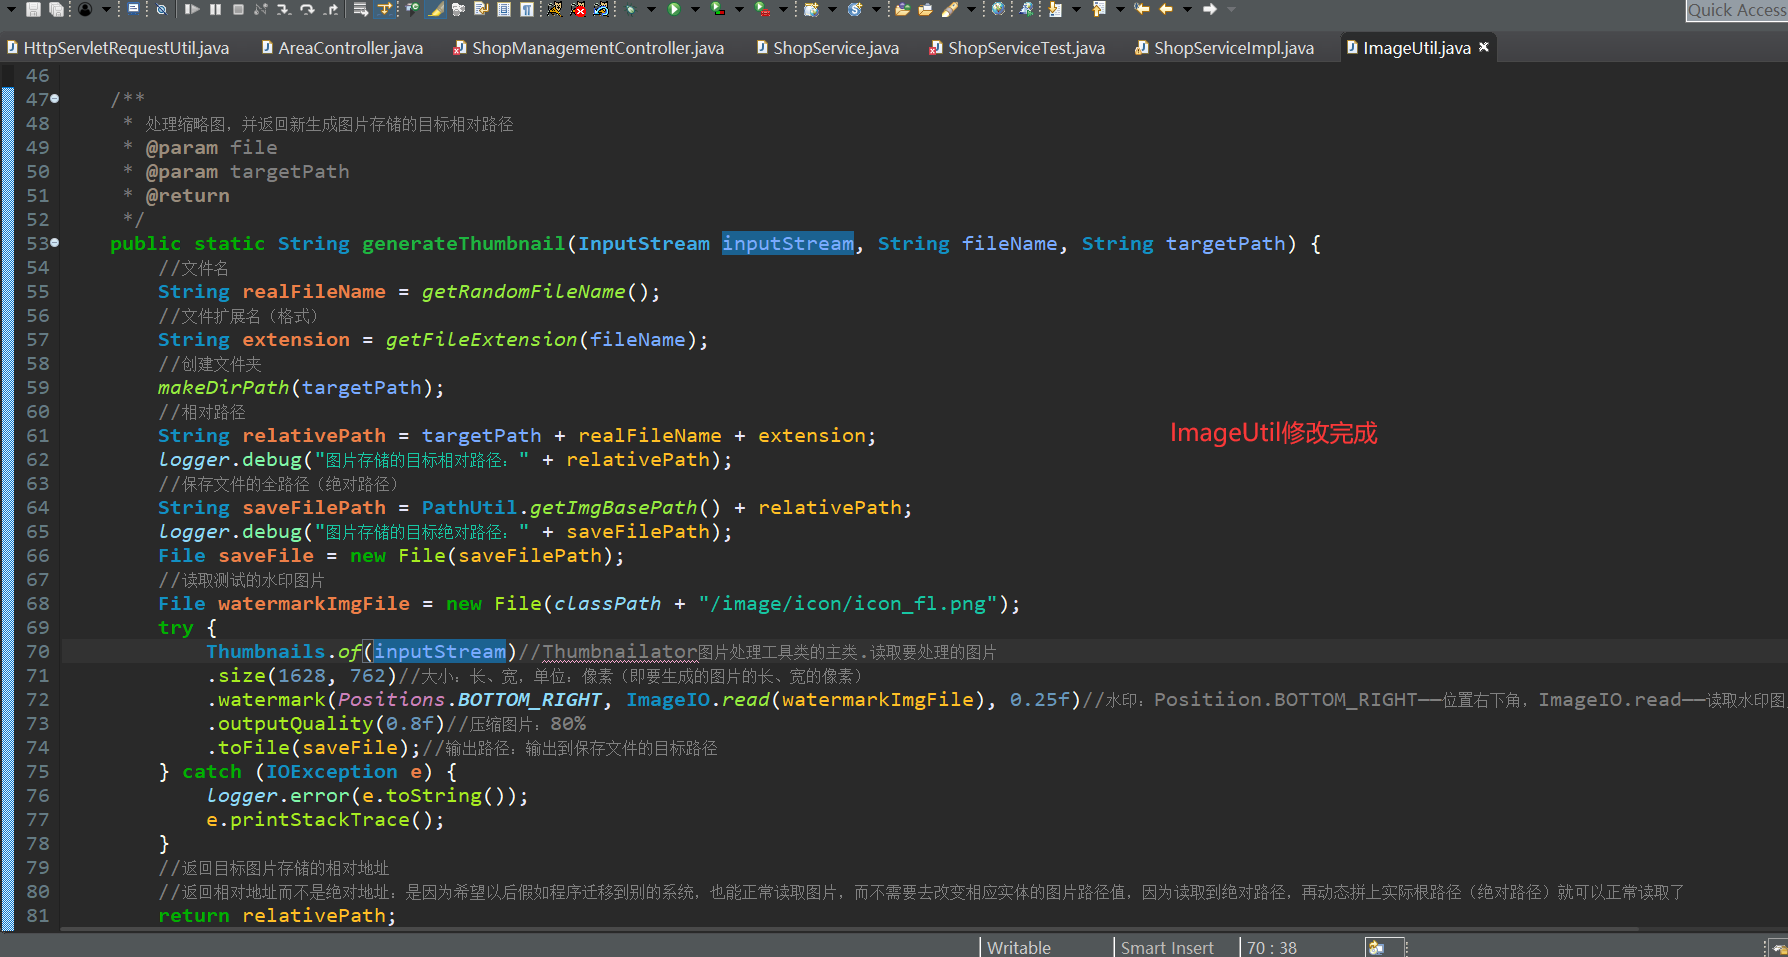 Quick Access
HttpServletRequestUtil.java AreaController.java ShopManagementController.java ShopService.java ShopServiceTest.java ShopServiceImpl.java ImageUtil.java
46
47 /**
48 * 处理缩略图，并返回新生成图片存储的目标相对路径
49 * @param file
50 * @param targetPath
51 * @return
52 */
53 public static String generateThumbnail(InputStream inputStream, String fileName, String targetPath) {
54 //文件名
55 String realFileName = getRandomFileName();
56 //文件扩展名（格式）
57 String extension = getFileExtension(fileName);
58 //创建文件夹
59 makeDirPath(targetPath);
60 //相对路径
61 String relativePath = targetPath + realFileName + extension;
ImageUtil修改完成
62 logger.debug("图片存储的目标相对路径：" + relativePath);
63 //保存文件的全路径（绝对路径）
64 String saveFilePath = PathUtil.getImgBasePath() + relativePath;
65 logger.debug("图片存储的目标绝对路径：" + saveFilePath);
66 File saveFile = new File(saveFilePath);
67 //读取测试的水印图片
68 File watermarkImgFile = new File(classPath + "/image/icon/icon_fl.png");
69 try {
70 Thumbnails.of(inputStream)//Thumbnailator图片处理工具类的主类.读取要处理的图片
71 .size(1628, 762)//大小：长、宽，单位：像素（即要生成的图片的长、宽的像素）
72 .watermark(Positions.BOTTOM_RIGHT, ImageIO.read(watermarkImgFile), 0.25f)//水印：Positiion.BOTTOM_RIGHT——位置右下角，ImageIO.read——读取水印图
73 .outputQuality(0.8f)//压缩图片：80%
74 .toFile(saveFile);//输出路径：输出到保存文件的目标路径
75 } catch (IOException e) {
76 logger.error(e.toString());
77 e.printStackTrace();
78 }
79 //返回目标图片存储的相对地址
80 //返回相对地址而不是绝对地址：是因为希望以后假如程序迁移到别的系统，也能正常读取图片，而不需要去改变相应实体的图片路径值，因为读取到绝对路径，再动态拼上实际根路径（绝对路径）就可以正常读取了
81 return relativePath;
Writable Smart Insert 70 : 38